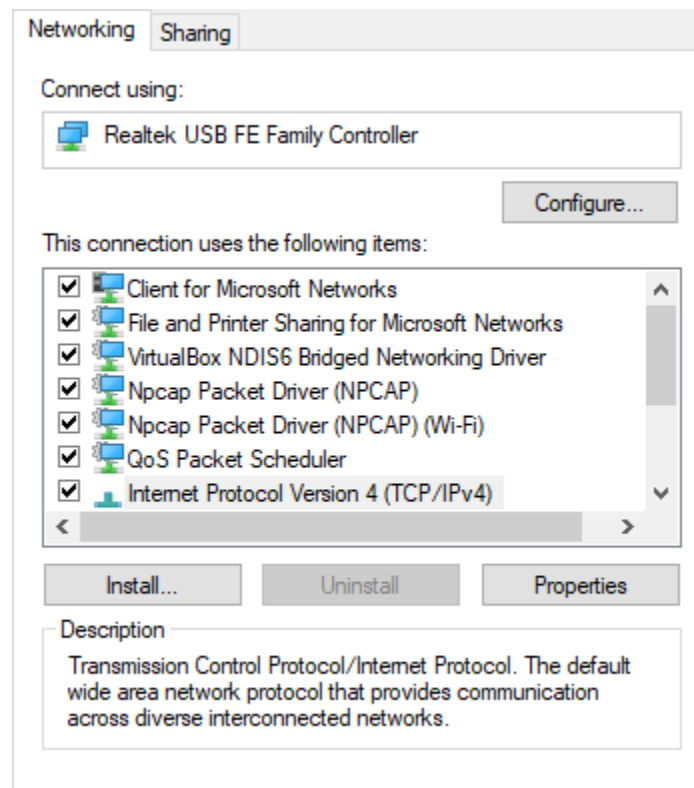 Networking
Sharing
Connect using:
Realtek USB FE Family Controller
Configure...
This connection uses the following items:
Client for Microsoft Networks
File and Printer Sharing for Microsoft Networks
VirtualBox NDIS6 Bridged Networking Driver
Npcap Packet Driver (NPCAP)
Npcap Packet Driver (NPCAP) (Wi-Fi)
QoS Packet Scheduler
Internet Protocol Version 4 (TCP/IPv4)
Install...
Uninstall
Properties
Description
Transmission Control Protocol/Internet Protocol. The default
wide area network protocol that provides communication
across diverse interconnected networks.